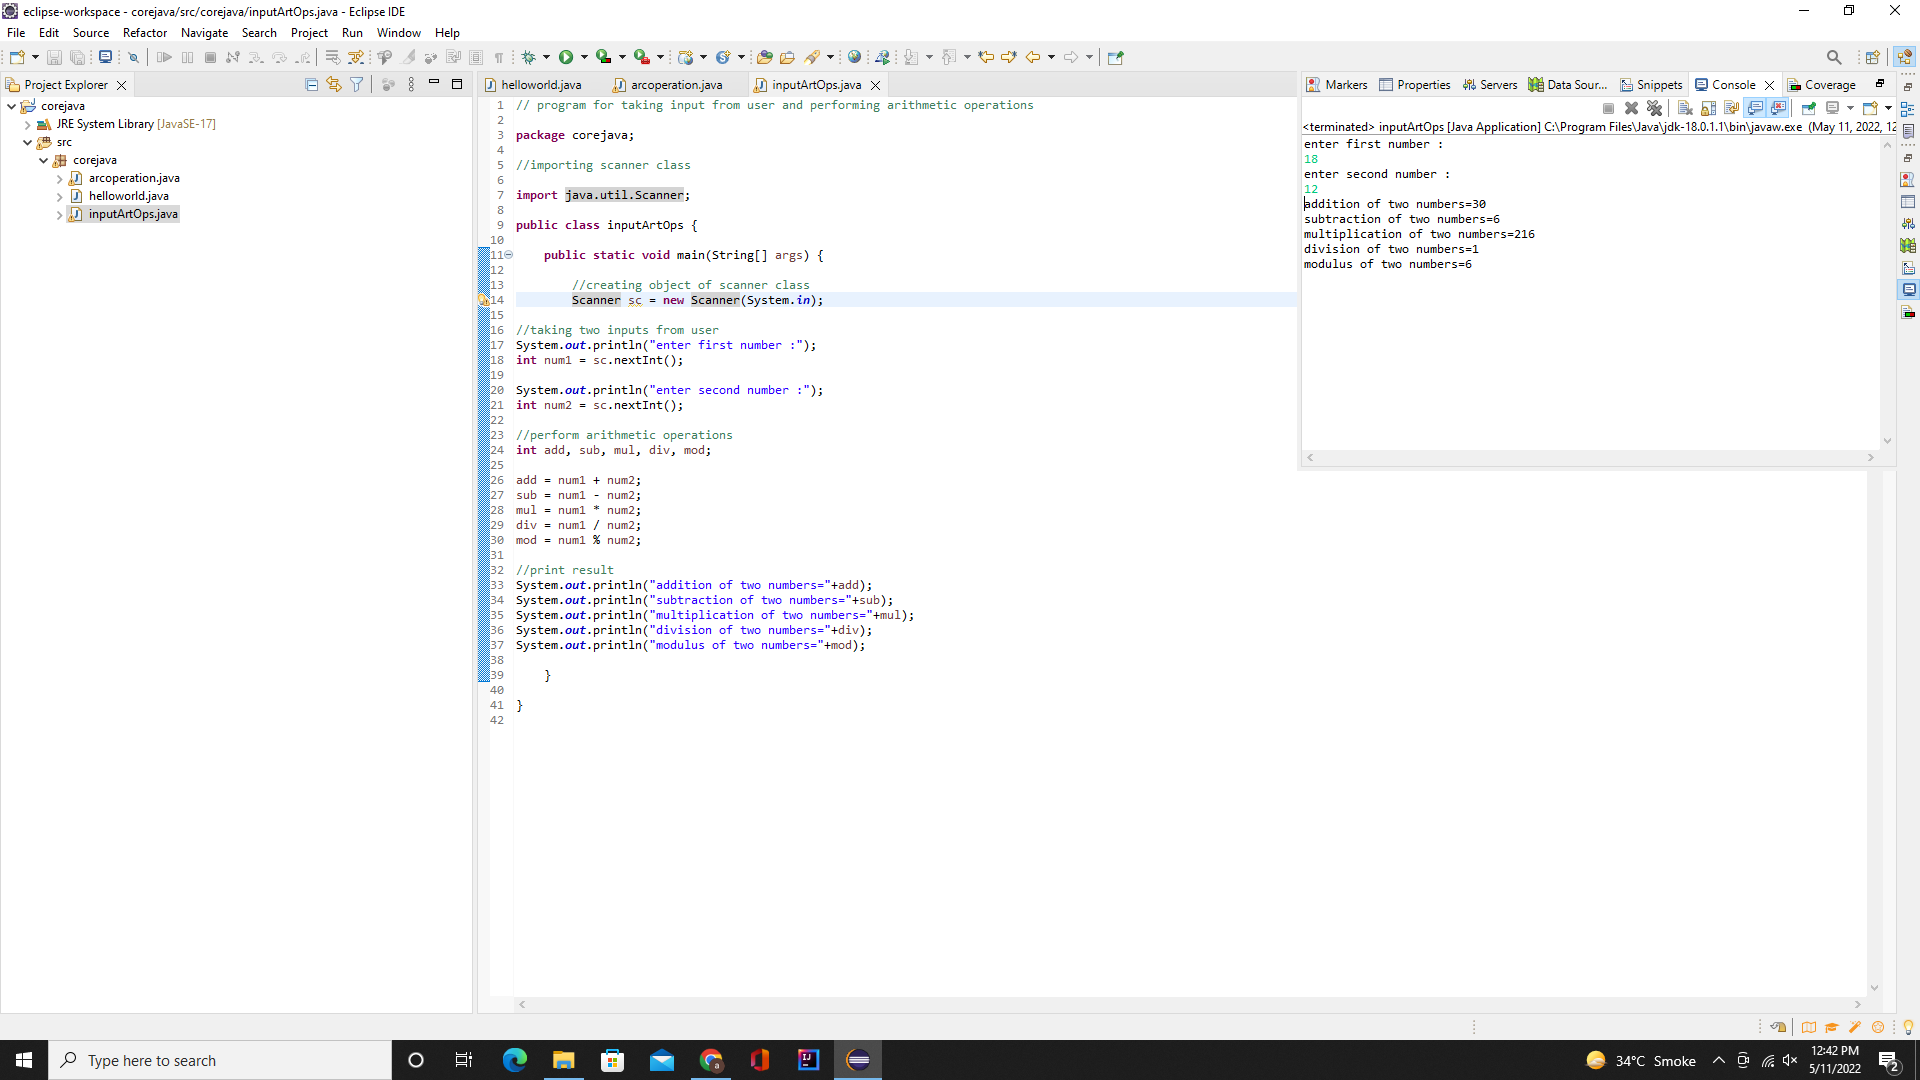 eclipse-workspace - corejava/src/corejava/inputArtOps.java - Eclipse IDE
File Edit Source Refactor Navigate Search Project Run Window Help
Project Explorer
corejava
JRE System Library [JavaSE-17]
src
corejava
arcoperation.java
helloworld.java
inputArtOps.java
helloworld.java arcoperation.java inputArtOps.java
1 // program for taking input from user and performing arithmetic operations
2
3 package corejava;
4
5 //importing scanner class
6
7 import java.util.Scanner;
8
9 public class inputArtOps {
10
11 public static void main(String[] args) {
12
13 //creating object of scanner class
14 Scanner sc = new Scanner(System.in);
15
16 //taking two inputs from user
17 System.out.println("enter first number :");
18 int num1 = sc.nextInt();
19
20 System.out.println("enter second number :");
21 int num2 = sc.nextInt();
22
23 //perform arithmetic operations
24 int add, sub, mul, div, mod;
25
26 add = num1 + num2;
27 sub = num1 - num2;
28 mul = num1 * num2;
29 div = num1 / num2;
30 mod = num1 % num2;
31
32 //print result
33 System.out.println("addition of two numbers="+add);
34 System.out.println("subtraction of two numbers="+sub);
35 System.out.println("multiplication of two numbers="+mul);
36 System.out.println("division of two numbers="+div);
37 System.out.println("modulus of two numbers="+mod);
38
39 }
40
41 }
42
Markers Properties Servers Data Sour... Snippets Console Coverage
<terminated> inputArtOps [Java Application] C:\Program Files\Java\jdk-18.0.1.1\bin\javaw.exe (May 11, 2022, 12
enter first number :
18
enter second number :
12
addition of two numbers=30
subtraction of two numbers=6
multiplication of two numbers=216
division of two numbers=1
modulus of two numbers=6
Type here to search
34°C Smoke
12:42 PM
5/11/2022
2